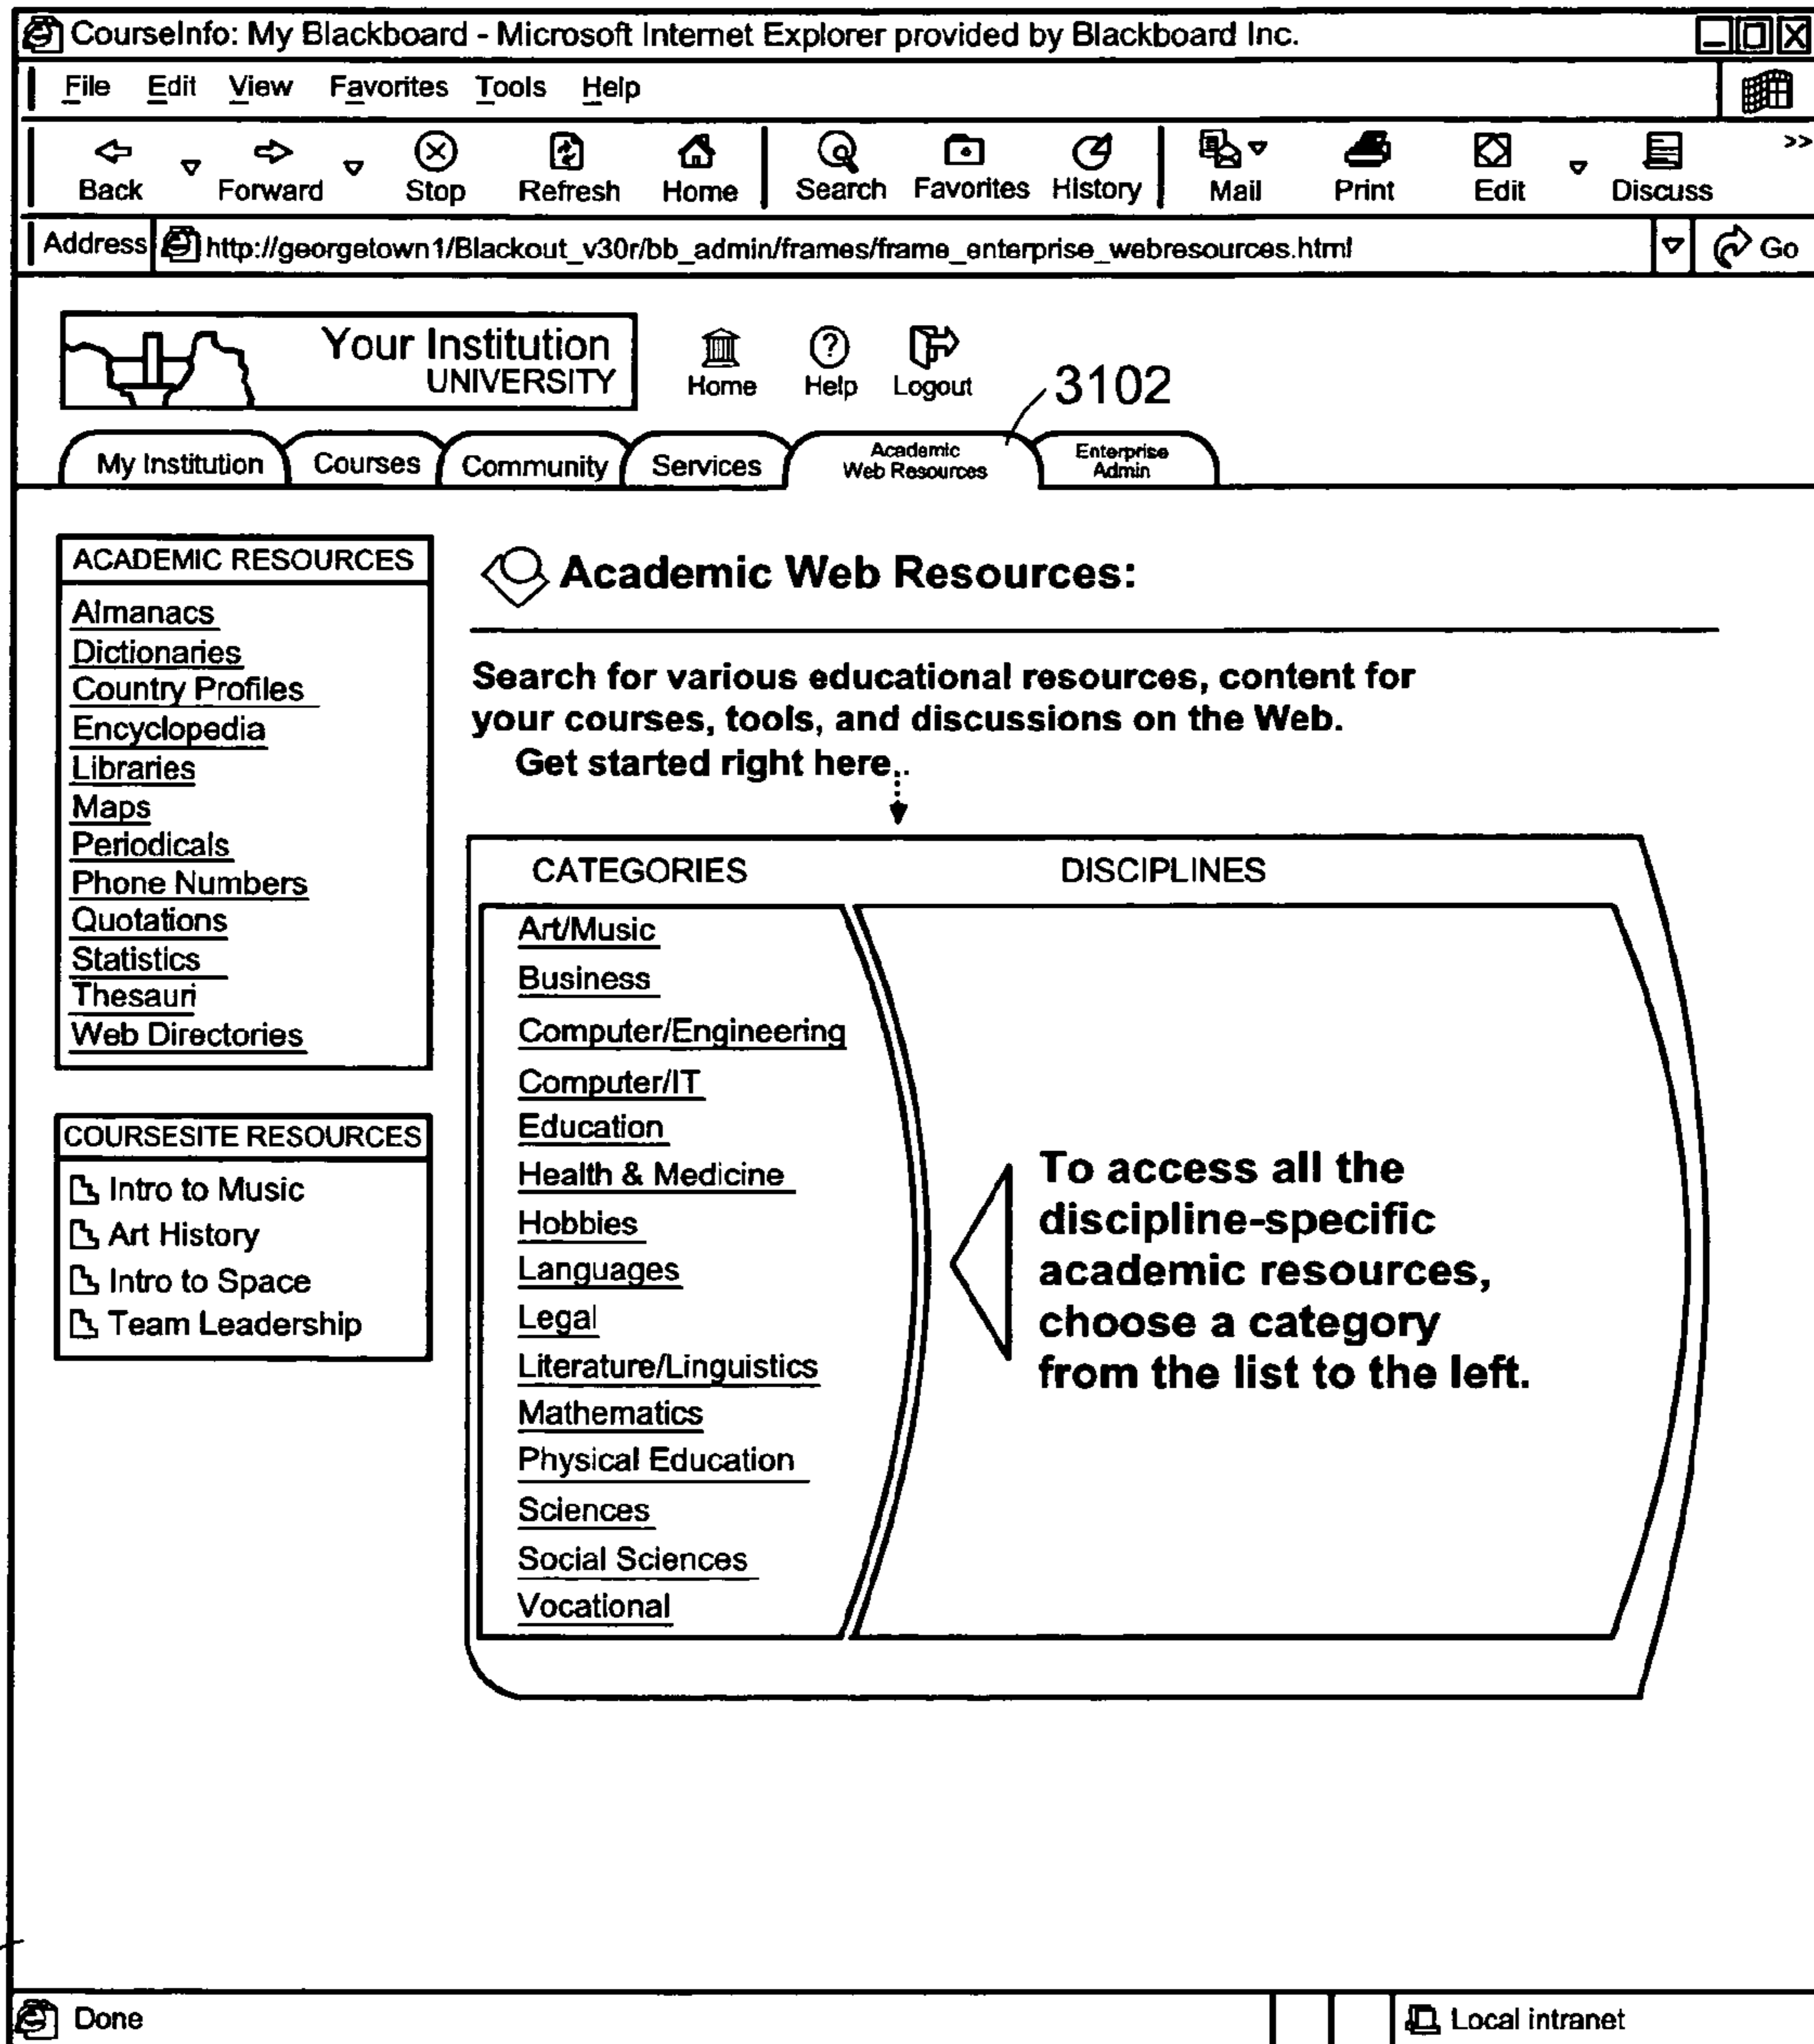 CourseInfo: My Blackboard - Microsoft Internet Explorer provided by Blackboard Inc.
File Edit View Favorites Tools Help
Back Forward Stop Refresh Home Search Favorites History Mail Print Edit Discuss >>
Address http://georgetown1/Blackout_v30r/bb_admin/frames/frame_enterprise_webresources.html Go
Your Institution
UNIVERSITY
Home Help Logout
3102
My Institution Courses Community Services Academic Web Resources Enterprise Admin
ACADEMIC RESOURCES
Almanacs
Dictionaries
Country Profiles
Encyclopedia
Libraries
Maps
Periodicals
Phone Numbers
Quotations
Statistics
Thesauri
Web Directories
COURSESITE RESOURCES
Intro to Music
Art History
Intro to Space
Team Leadership
Academic Web Resources:
Search for various educational resources, content for
your courses, tools, and discussions on the Web.
Get started right here..
CATEGORIES DISCIPLINES
Art/Music
Business
Computer/Engineering
Computer/IT
Education
Health & Medicine
Hobbies
Languages
Legal
Literature/Linguistics
Mathematics
Physical Education
Sciences
Social Sciences
Vocational
To access all the
discipline-specific
academic resources,
choose a category
from the list to the left.
Done Local intranet